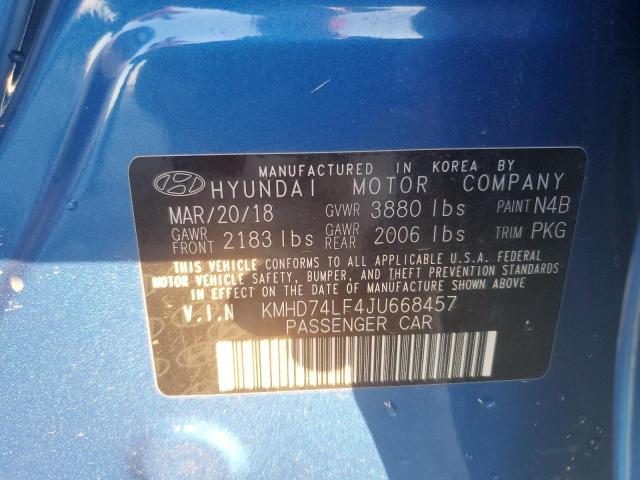 MANUFACTURED IN KOREA BY
HYUNDAI MOTOR COMPANY
MAR/20/18 GVWR 3880 lbs PAINT N4B
GAWR FRONT 2183 lbs GAWR REAR 2006 lbs TRIM PKG
THIS VEHICLE CONFORMS TO ALL APPLICABLE U.S.A. FEDERAL
MOTOR VEHICLE SAFETY, BUMPER, AND THEFT PREVENTION STANDARDS
IN EFFECT ON THE DATE OF MANUFACTURE SHOWN ABOVE.
V.I.N KMHD74LF4JU668457
PASSENGER CAR